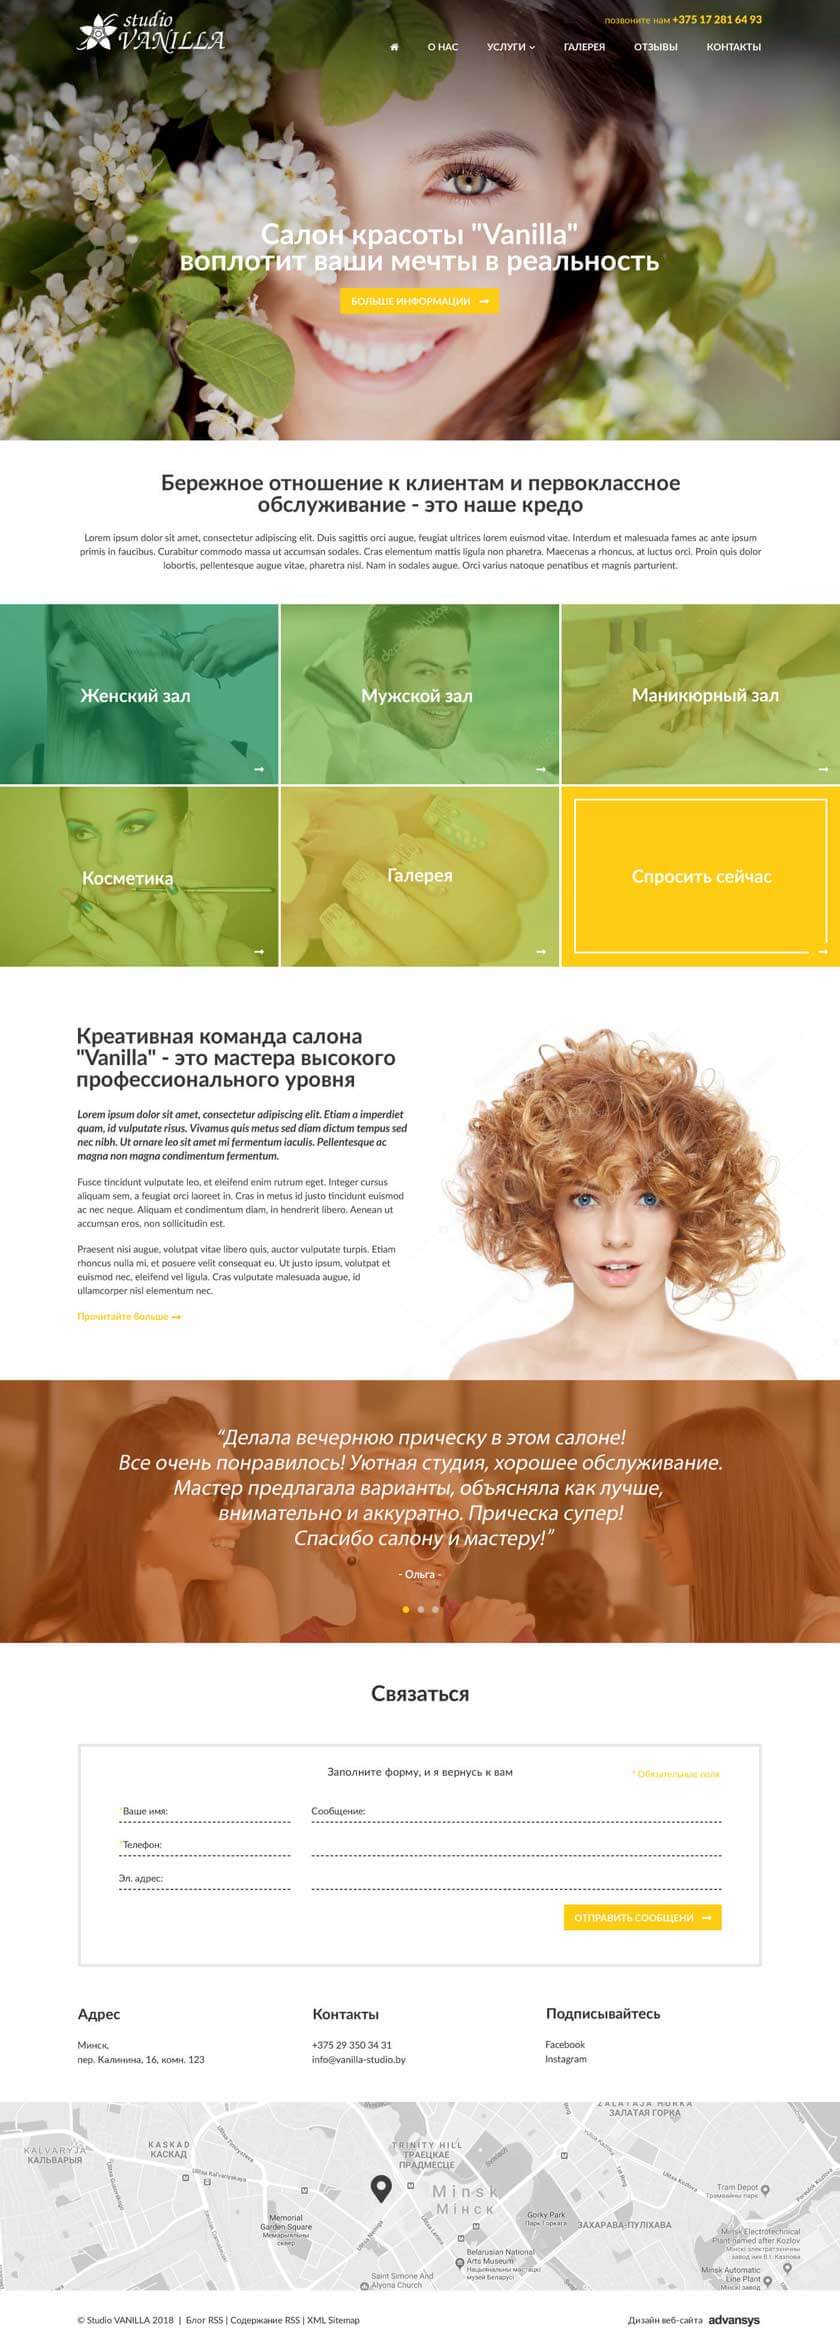 studio
VANILLA
позвоните нам +375 17 281 64 93
О НАС УСЛУГИ ГАЛЕРЕЯ ОТЗЫВЫ КОНТАКТЫ
Салон красоты "Vanilla"
воплотит ваши мечты в реальность
БОЛЬШЕ ИНФОРМАЦИИ →
Бережное отношение к клиентам и первоклассное
обслуживание - это наше кредо
Lorem ipsum dolor sit amet, consectetur adipiscing elit. Duis sagittis orci augue, feugiat ultrices lorem euismod vitae. Interdum et malesuada fames ac ante ipsum
primis in faucibus. Curabitur commodo massa ut accumsan sodales. Cras elementum mattis ligula non pharetra. Maecenas a rhoncus, at luctus orci. Proin quis dolor
lobortis, pellentesque augue vitae, pharetra nisl. Nam in sodales augue. Orci varius natoque penatibus et magnis parturient.
Женский зал
Мужской зал
Маникюрный зал
Косметика
Галерея
Спросить сейчас
Креативная команда салона
"Vanilla" - это мастера высокого
профессионального уровня
Lorem ipsum dolor sit amet, consectetur adipiscing elit. Etiam a imperdiet
quam, id vulputate risus. Vivamus quis metus sed diam dictum tempus sed
nec nibh. Ut ornare leo sit amet mi fermentum iaculis. Pellentesque ac
magna non magna condimentum fermentum.
Fusce tincidunt vulputate leo, et eleifend enim rutrum eget. Integer cursus
aliquam sem, a feugiat orci laoreet in. Cras in metus id justo tincidunt euismod
ac nec neque. Aliquam et condimentum diam, in hendrerit libero. Aenean ut
accumsan eros, non sollicitudin est.
Praesent nisi augue, volutpat vitae libero quis, auctor vulputate turpis. Etiam
rhoncus nulla mi, et posuere velit consequat eu. Ut justo ipsum, volutpat et
euismod nec, eleifend vel ligula. Cras vulputate malesuada augue, id
ullamcorper nisl elementum nec.
Прочитайте больше →
“Делала вечернюю прическу в этом салоне!
Все очень понравилось! Уютная студия, хорошее обслуживание.
Мастер предлагала варианты, объясняла как лучше,
внимательно и аккуратно. Прическа супер!
Спасибо салону и мастеру!”
- Ольга -
Связаться
Заполните форму, и я вернусь к вам
* Обязательные поля
*Ваше имя:
Сообщение:
*Телефон:
Эл. адрес:
ОТПРАВИТЬ СООБЩЕНИ →
Адрес
Минск,
пер. Калинина, 16, комн. 123
Контакты
+375 29 350 34 31
info@vanilla-studio.by
Подписывайтесь
Facebook
Instagram
ZALATAJA HORKA
ЗАЛАТАЯ ГОРКА
KALVARYJA
КАЛЬВАРЫЯ
KASKAD
КАСКАД
TRINITY HILL
ТРАЕЦКАЕ
ПРАДМЕСЦЕ
Minsk
Мінск
Memorial
Garden Square
Мемарыяльны
сквер
Gorky Park
Парк Горкага
ЗАХАРАВА-ПУЛІХАВА
Tram Depot
Трамвайны парк
Minsk Electrotechnical
Plant named after Kozlov
Мінскі электратэхнічны
завод імя В.І. Казлова
Belarusian National
Arts Museum
Нацыянальны мастацкі
музей Беларусі
Minsk Automatic
Line Plant
Мінскі завод
Saint Simone And
Alyona Church
© Studio VANILLA 2018 | Блог RSS | Содержание RSS | XML Sitemap
Дизайн веб-сайта advansys